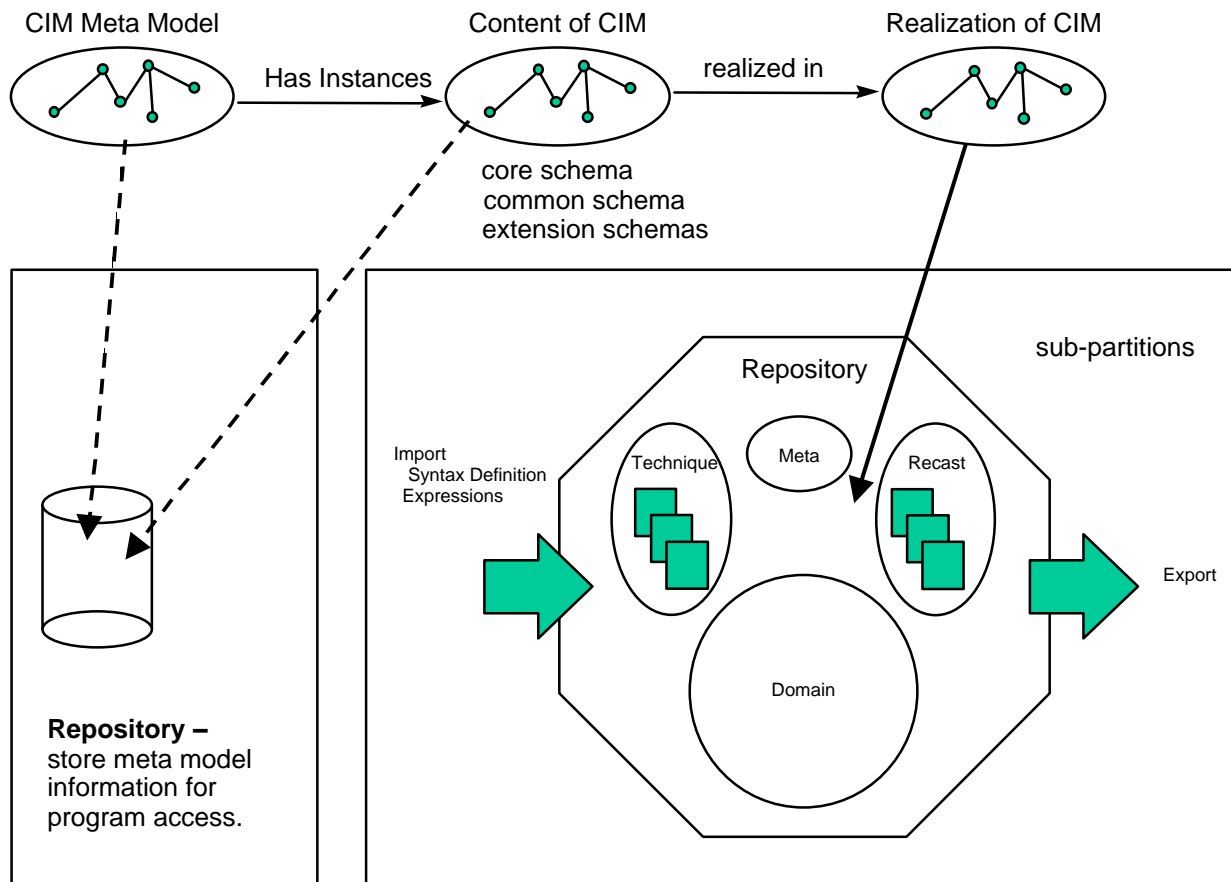 CIM Meta Model
Content of CIM
Realization of CIM
Has Instances
realized in
core schema
common schema
extension schemas
sub-partitions
Repository
Import
Syntax Definition
Expressions
Technique
Meta
Recast
Export
Domain
Repository –
store meta model
information for
program access.